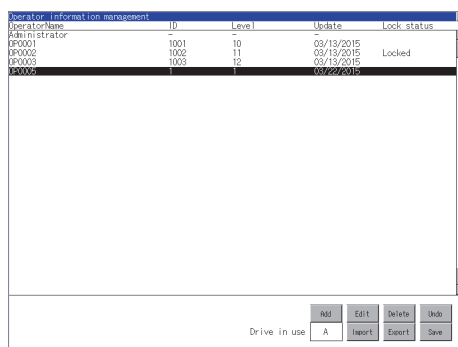 Operator information management
OperatorName ID Level Update Lock status
Administrator - - -
OP0001 1001 10 03/13/2015
OP0002 1002 11 03/13/2015 Locked
OP0003 1003 12 03/13/2015
OP0005 1 1 03/22/2015
Add Edit Delete Undo
Drive in use A Import Export Save